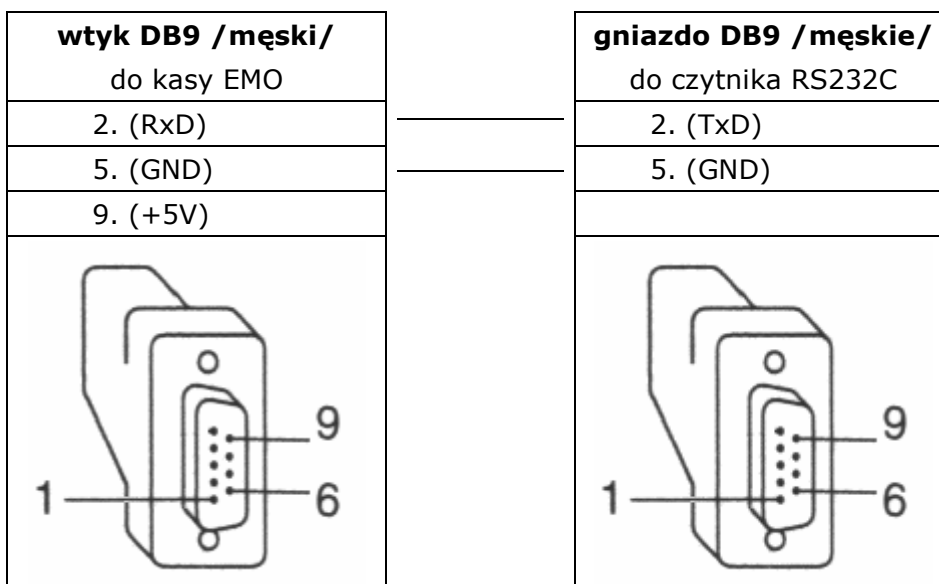 wtyk DB9 /męski/
do kasy EMO
2. (RxD)
5. (GND)
9. (+5V)
9
1
6
gniazdo DB9 /męskie/
do czytnika RS232C
2. (TxD)
5. (GND)
9
1
6